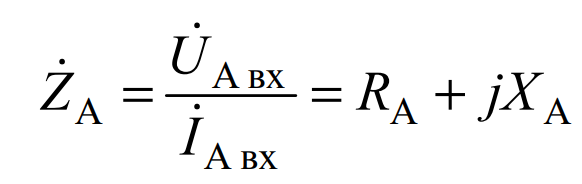 Ż_А = U̇_А вх / İ_А вх = R_А + jX_А